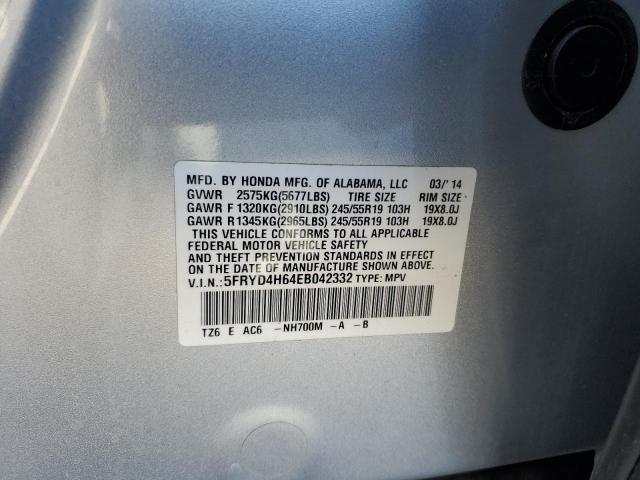 MFD. BY HONDA MFG. OF ALABAMA, LLC 03/'14
GVWR 2575KG(5677LBS) TIRE SIZE RIM SIZE
GAWR F 1320KG(2910LBS) 245/55R19 103H 19X8.0J
GAWR R 1345KG(2965LBS) 245/55R19 103H 19X8.0J
THIS VEHICLE CONFORMS TO ALL APPLICABLE
FEDERAL MOTOR VEHICLE SAFETY
AND THEFT PREVENTION STANDARDS IN EFFECT
ON THE DATE OF MANUFACTURE SHOWN ABOVE.
V.I.N.:5FRYD4H64EB042332 TYPE: MPV
TZ6 E AC6 -NH700M -A -B